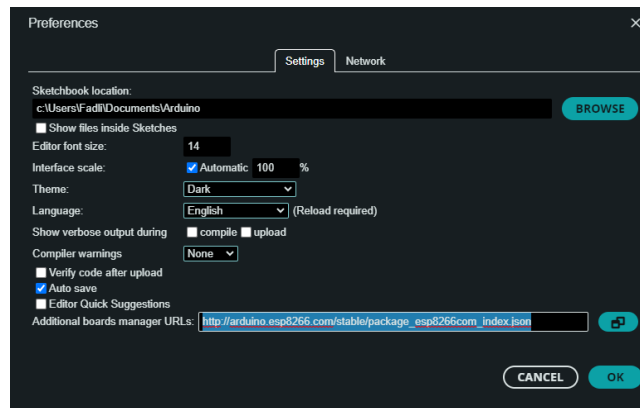 Preferences
Settings Network
Sketchbook location:
c:\Users\Fadli\Documents\Arduino BROWSE
Show files inside Sketches
Editor font size: 14
Interface scale: Automatic 100 %
Theme: Dark
Language: English (Reload required)
Show verbose output during compile upload
Compiler warnings None
Verify code after upload
Auto save
Editor Quick Suggestions
Additional boards manager URLs: http://arduino.esp8266.com/stable/package_esp8266com_index.json
CANCEL OK